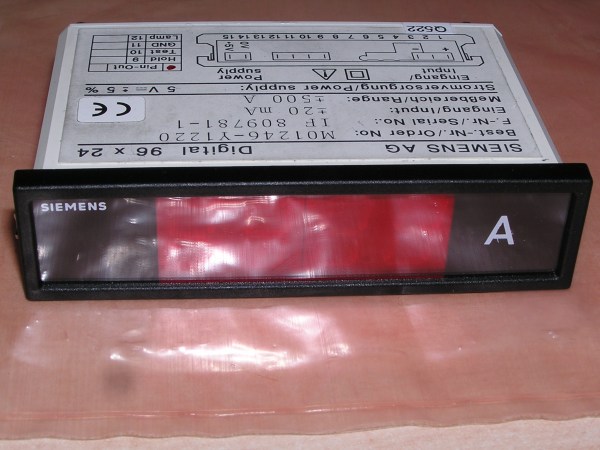 SIEMENS
A
SIEMENS AG
Digital 96 x 24
Best.-Nr./Order No:
M01246-Y1220
F.-Nr./Serial No:
IF 809781-1
Eingang/Input:
±20 mA
Meßbereich/Range:
±500 A
Stromversorgung/Power supply:
5 V= ±5 %
CE
Eingang/
Input
Power
supply
+5V
0V
1 2 3 4 5 6 7 8 9 10 11 12 13 14 15
Pin-Out
Hold 9
Test 10
GND 11
Lamp 12
Q522